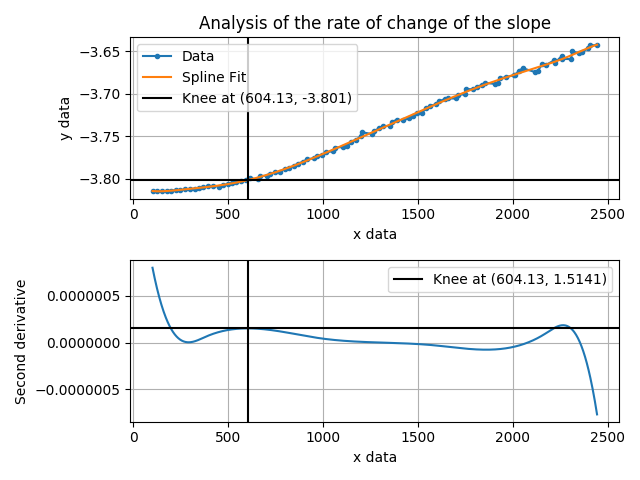 Analysis of the rate of change of the slope
−3.65
−3.70
−3.75
−3.80
y data
Data
Spline Fit
Knee at (604.13, -3.801)
0
500
1000
1500
2000
2500
x data
0.0000005
0.0000000
−0.0000005
Second derivative
Knee at (604.13, 1.5141)
0
500
1000
1500
2000
2500
x data